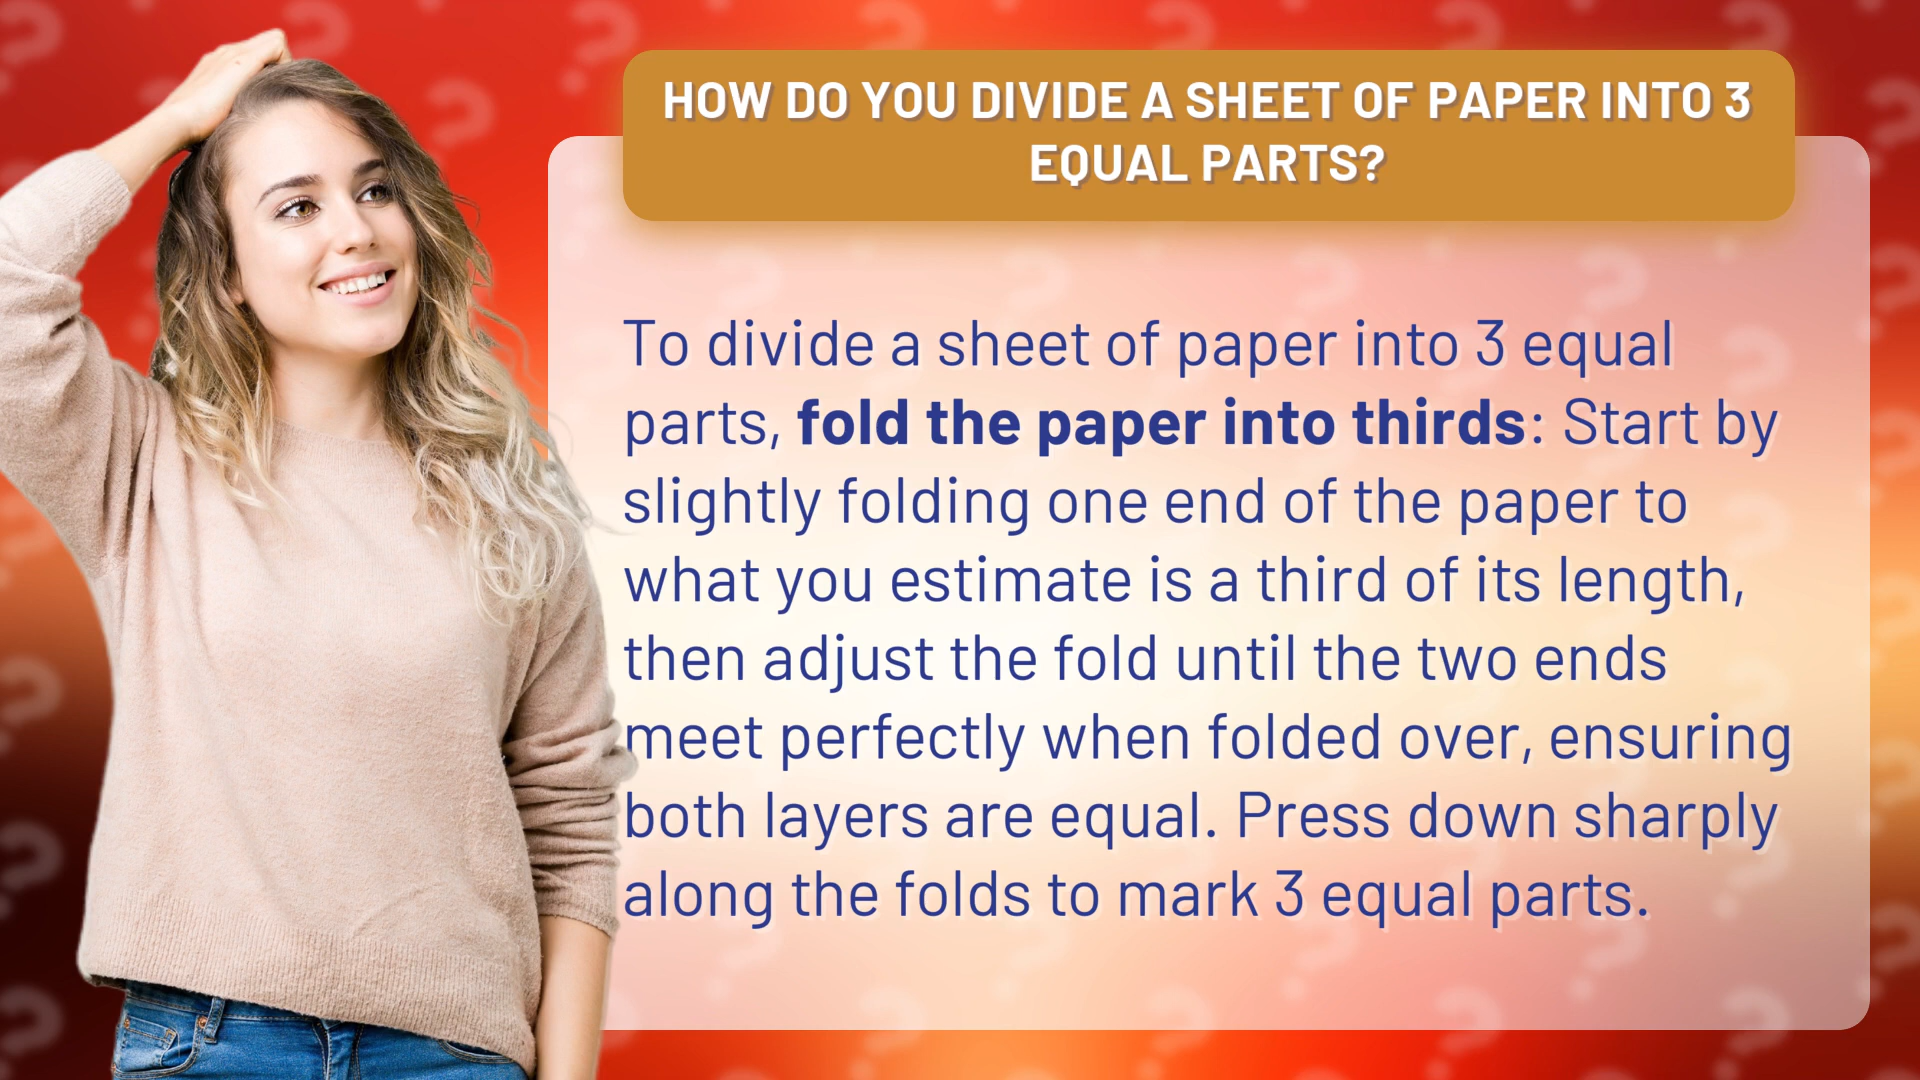 HOW DO YOU DIVIDE A SHEET OF PAPER INTO 3
EQUAL PARTS?
To divide a sheet of paper into 3 equal
parts, fold the paper into thirds: Start by
slightly folding one end of the paper to
what you estimate is a third of its length,
then adjust the fold until the two ends
meet perfectly when folded over, ensuring
both layers are equal. Press down sharply
along the folds to mark 3 equal parts.